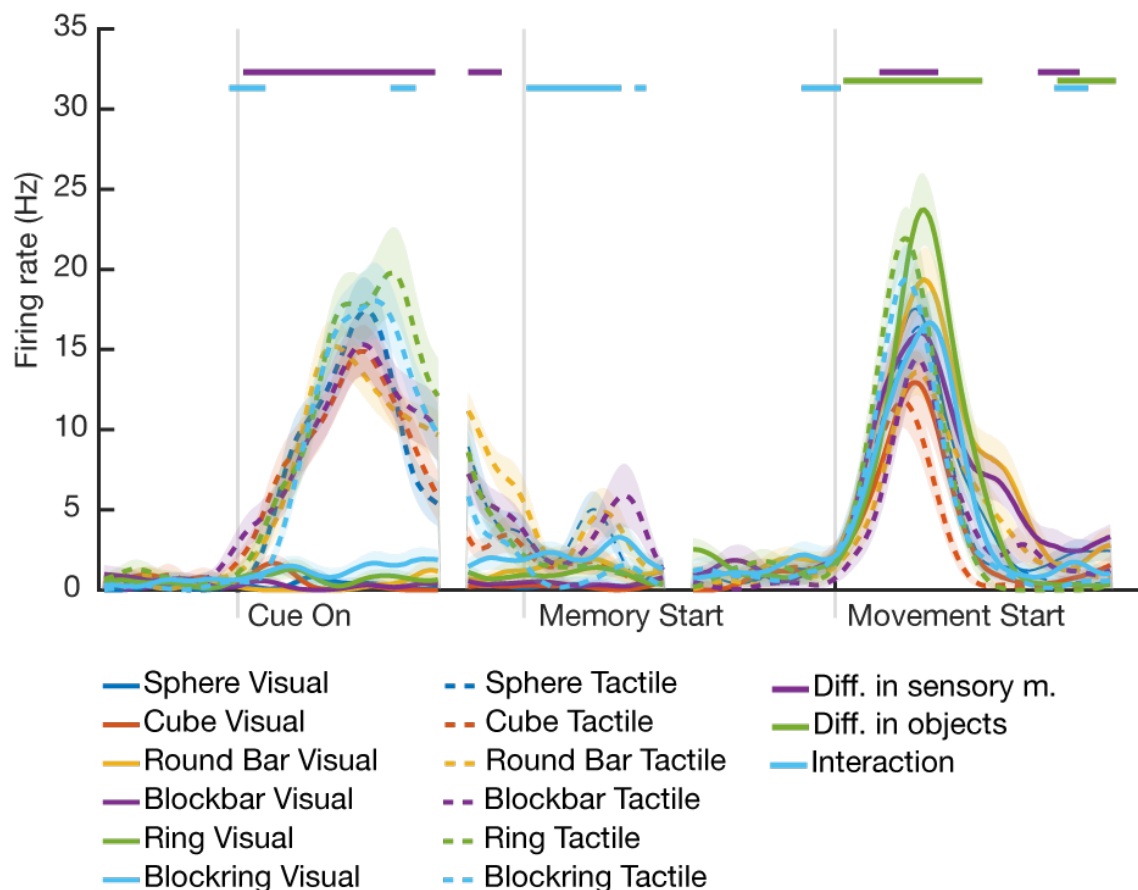 35
30
25
20
15
10
5
0
Firing rate (Hz)
Cue On Memory Start Movement Start
Sphere Visual Sphere Tactile Diff. in sensory m.
Cube Visual Cube Tactile Diff. in objects
Round Bar Visual Round Bar Tactile Interaction
Blockbar Visual Blockbar Tactile
Ring Visual Ring Tactile
Blockring Visual Blockring Tactile